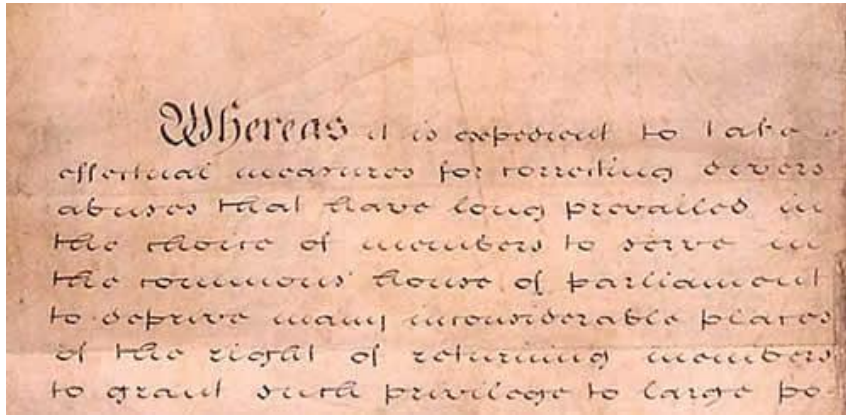 Whereas it is expedient to take
effectual measures for correcting divers
abuses that have long prevailed in
the choice of members to serve in
the commons' house of parliament
to deprive many inconsiderable places
of the right of returning members
to grant such privilege to large po-